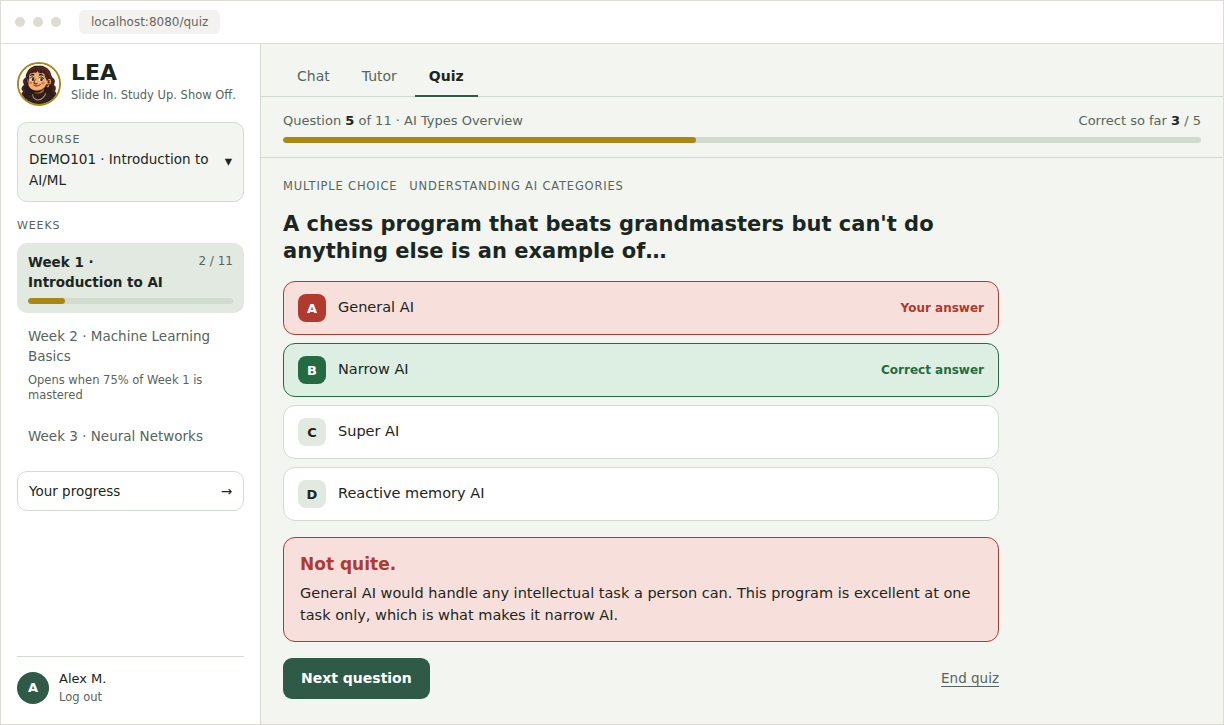 localhost:8080/quiz
LEA
Slide In. Study Up. Show Off.
COURSE
DEMO101 · Introduction to
AI/ML
▼
WEEKS
Week 1 ·
Introduction to AI
2 / 11
Week 2 · Machine Learning
Basics
Opens when 75% of Week 1 is
mastered
Week 3 · Neural Networks
Your progress →
A
Alex M.
Log out
Chat Tutor Quiz
Question 5 of 11 · AI Types Overview
Correct so far 3 / 5
MULTIPLE CHOICE UNDERSTANDING AI CATEGORIES
A chess program that beats grandmasters but can't do
anything else is an example of…
A General AI Your answer
B Narrow AI Correct answer
C Super AI
D Reactive memory AI
Not quite.
General AI would handle any intellectual task a person can. This program is excellent at one
task only, which is what makes it narrow AI.
Next question
End quiz